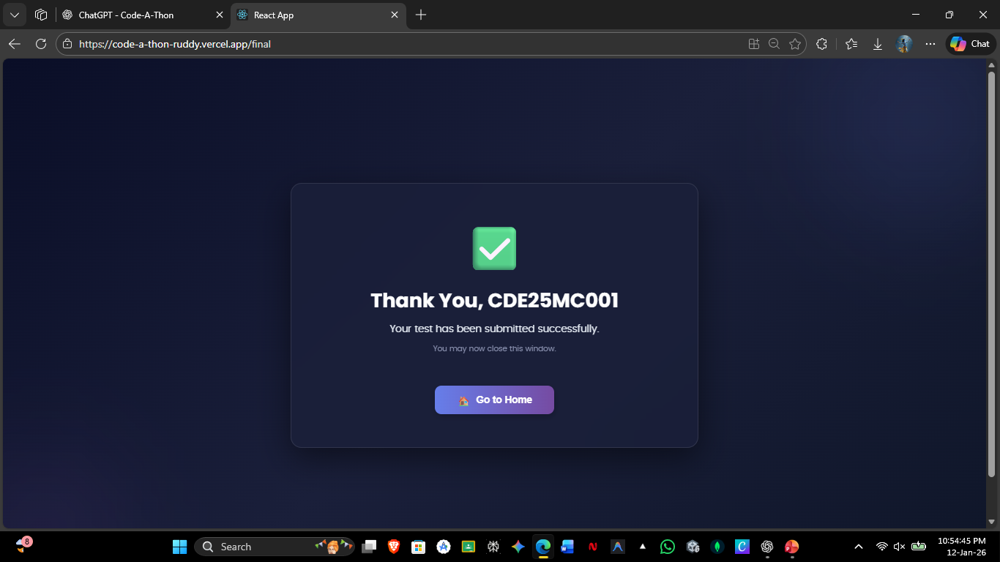 ChatGPT - Code-A-Thon
React App
https://code-a-thon-ruddy.vercel.app/final
Chat
Thank You, CDE25MC001
Your test has been submitted successfully.
You may now close this window.
Go to Home
8
Search
10:54:45 PM
12-Jan-26